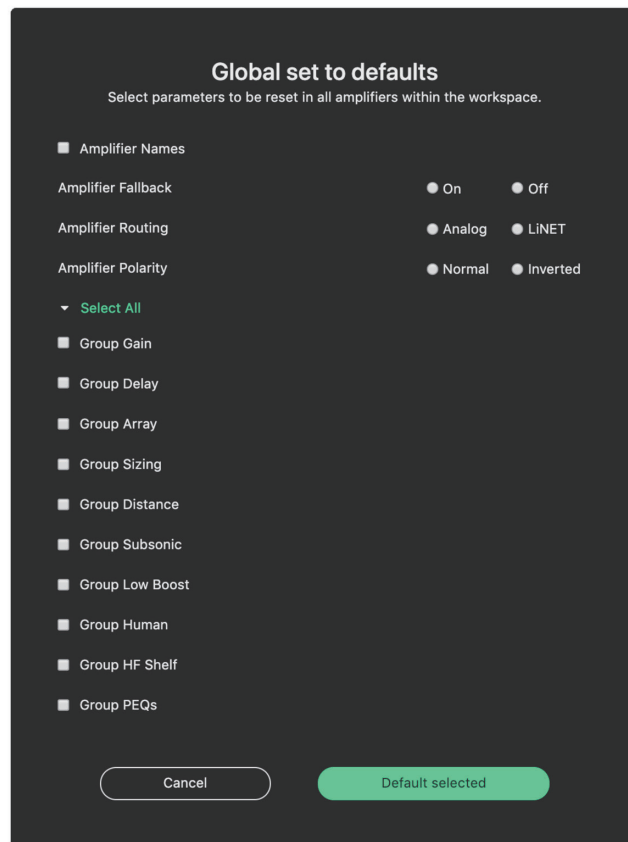 Global set to defaults
Select parameters to be reset in all amplifiers within the workspace.
Amplifier Names
Amplifier Fallback On Off
Amplifier Routing Analog LiNET
Amplifier Polarity Normal Inverted
Select All
Group Gain
Group Delay
Group Array
Group Sizing
Group Distance
Group Subsonic
Group Low Boost
Group Human
Group HF Shelf
Group PEQs
Cancel Default selected